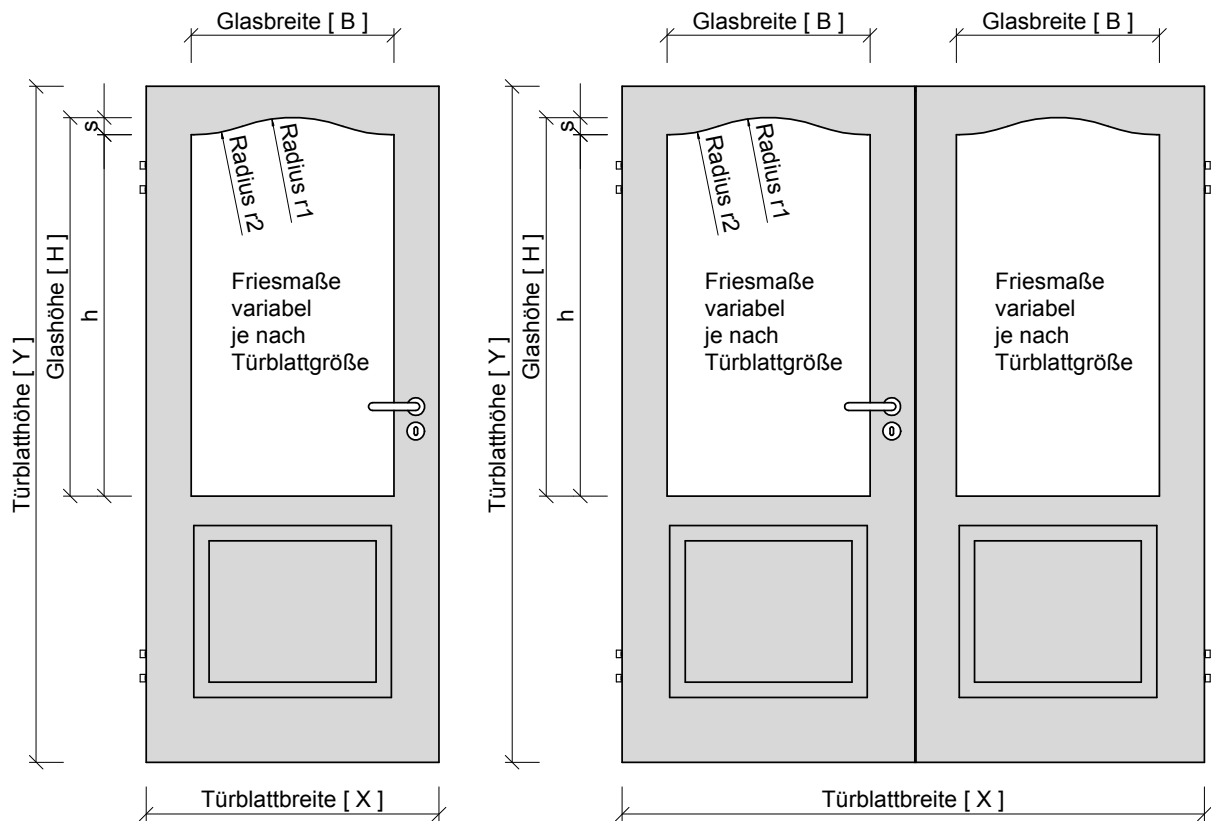 Glasbreite [ B ]
Glasbreite [ B ]
Glasbreite [ B ]
Türblatthöhe [ Y ]
Glashöhe [ H ]
s
h
Radius r1
Radius r2
Friesmaße
variabel
je nach
Türblattgröße
Türblattbreite [ X ]
Türblatthöhe [ Y ]
Glashöhe [ H ]
s
h
Radius r1
Radius r2
Friesmaße
variabel
je nach
Türblattgröße
Friesmaße
variabel
je nach
Türblattgröße
Türblattbreite [ X ]